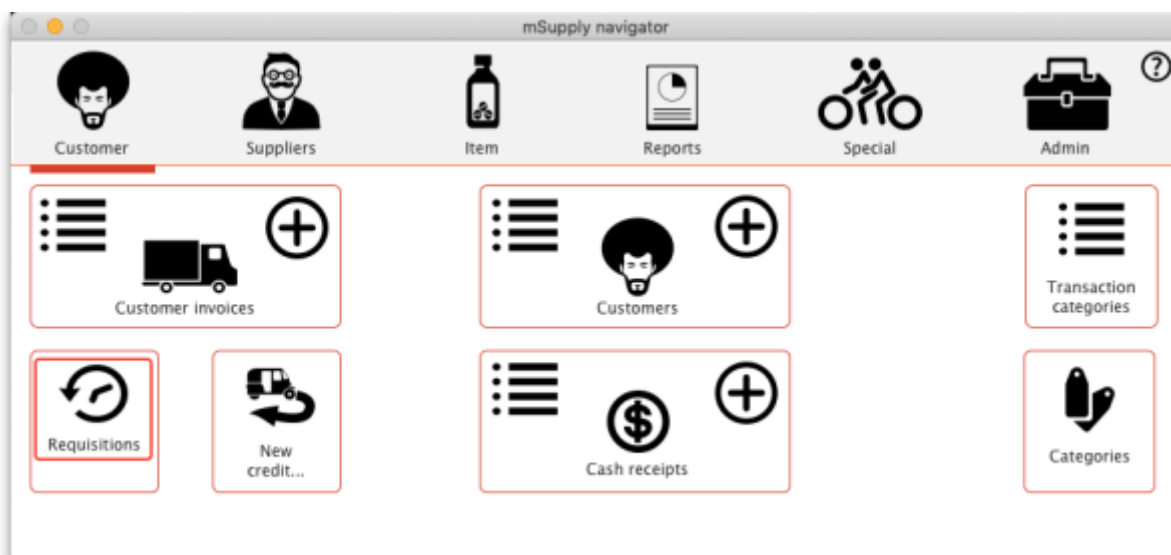 mSupply navigator
?
Customer
Suppliers
Item
Reports
Special
Admin
Customer invoices
Customers
Transaction
categories
$
Requisitions
New
credit...
Cash receipts
Categories